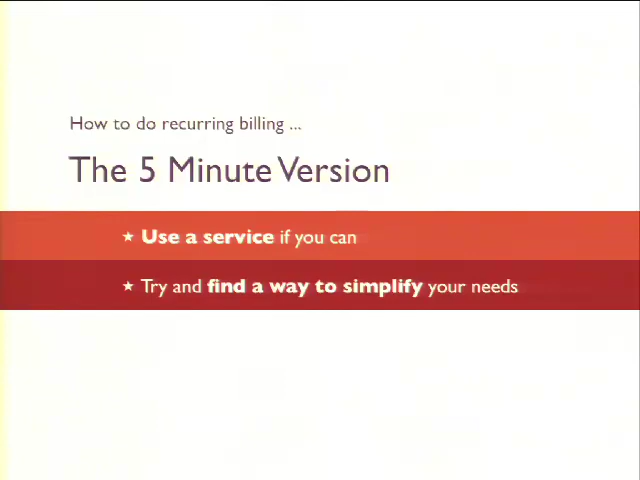 How to do recurring billing ...
The 5 Minute Version
★ Use a service if you can
★ Try and find a way to simplify your needs